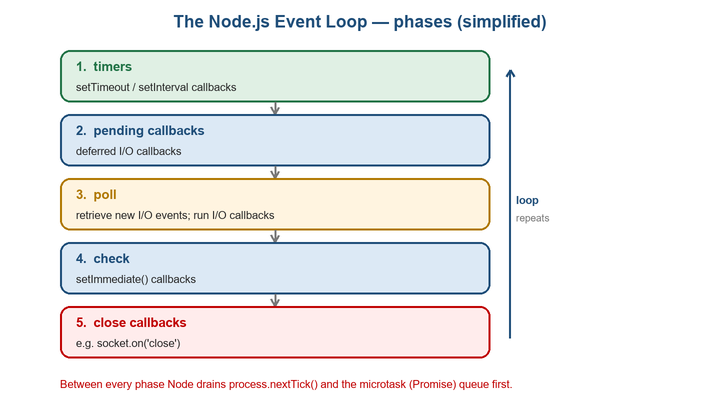 The Node.js Event Loop — phases (simplified)
1. timers
setTimeout / setInterval callbacks
2. pending callbacks
deferred I/O callbacks
3. poll
retrieve new I/O events; run I/O callbacks
loop
repeats
4. check
setImmediate() callbacks
5. close callbacks
e.g. socket.on('close')
Between every phase Node drains process.nextTick() and the microtask (Promise) queue first.